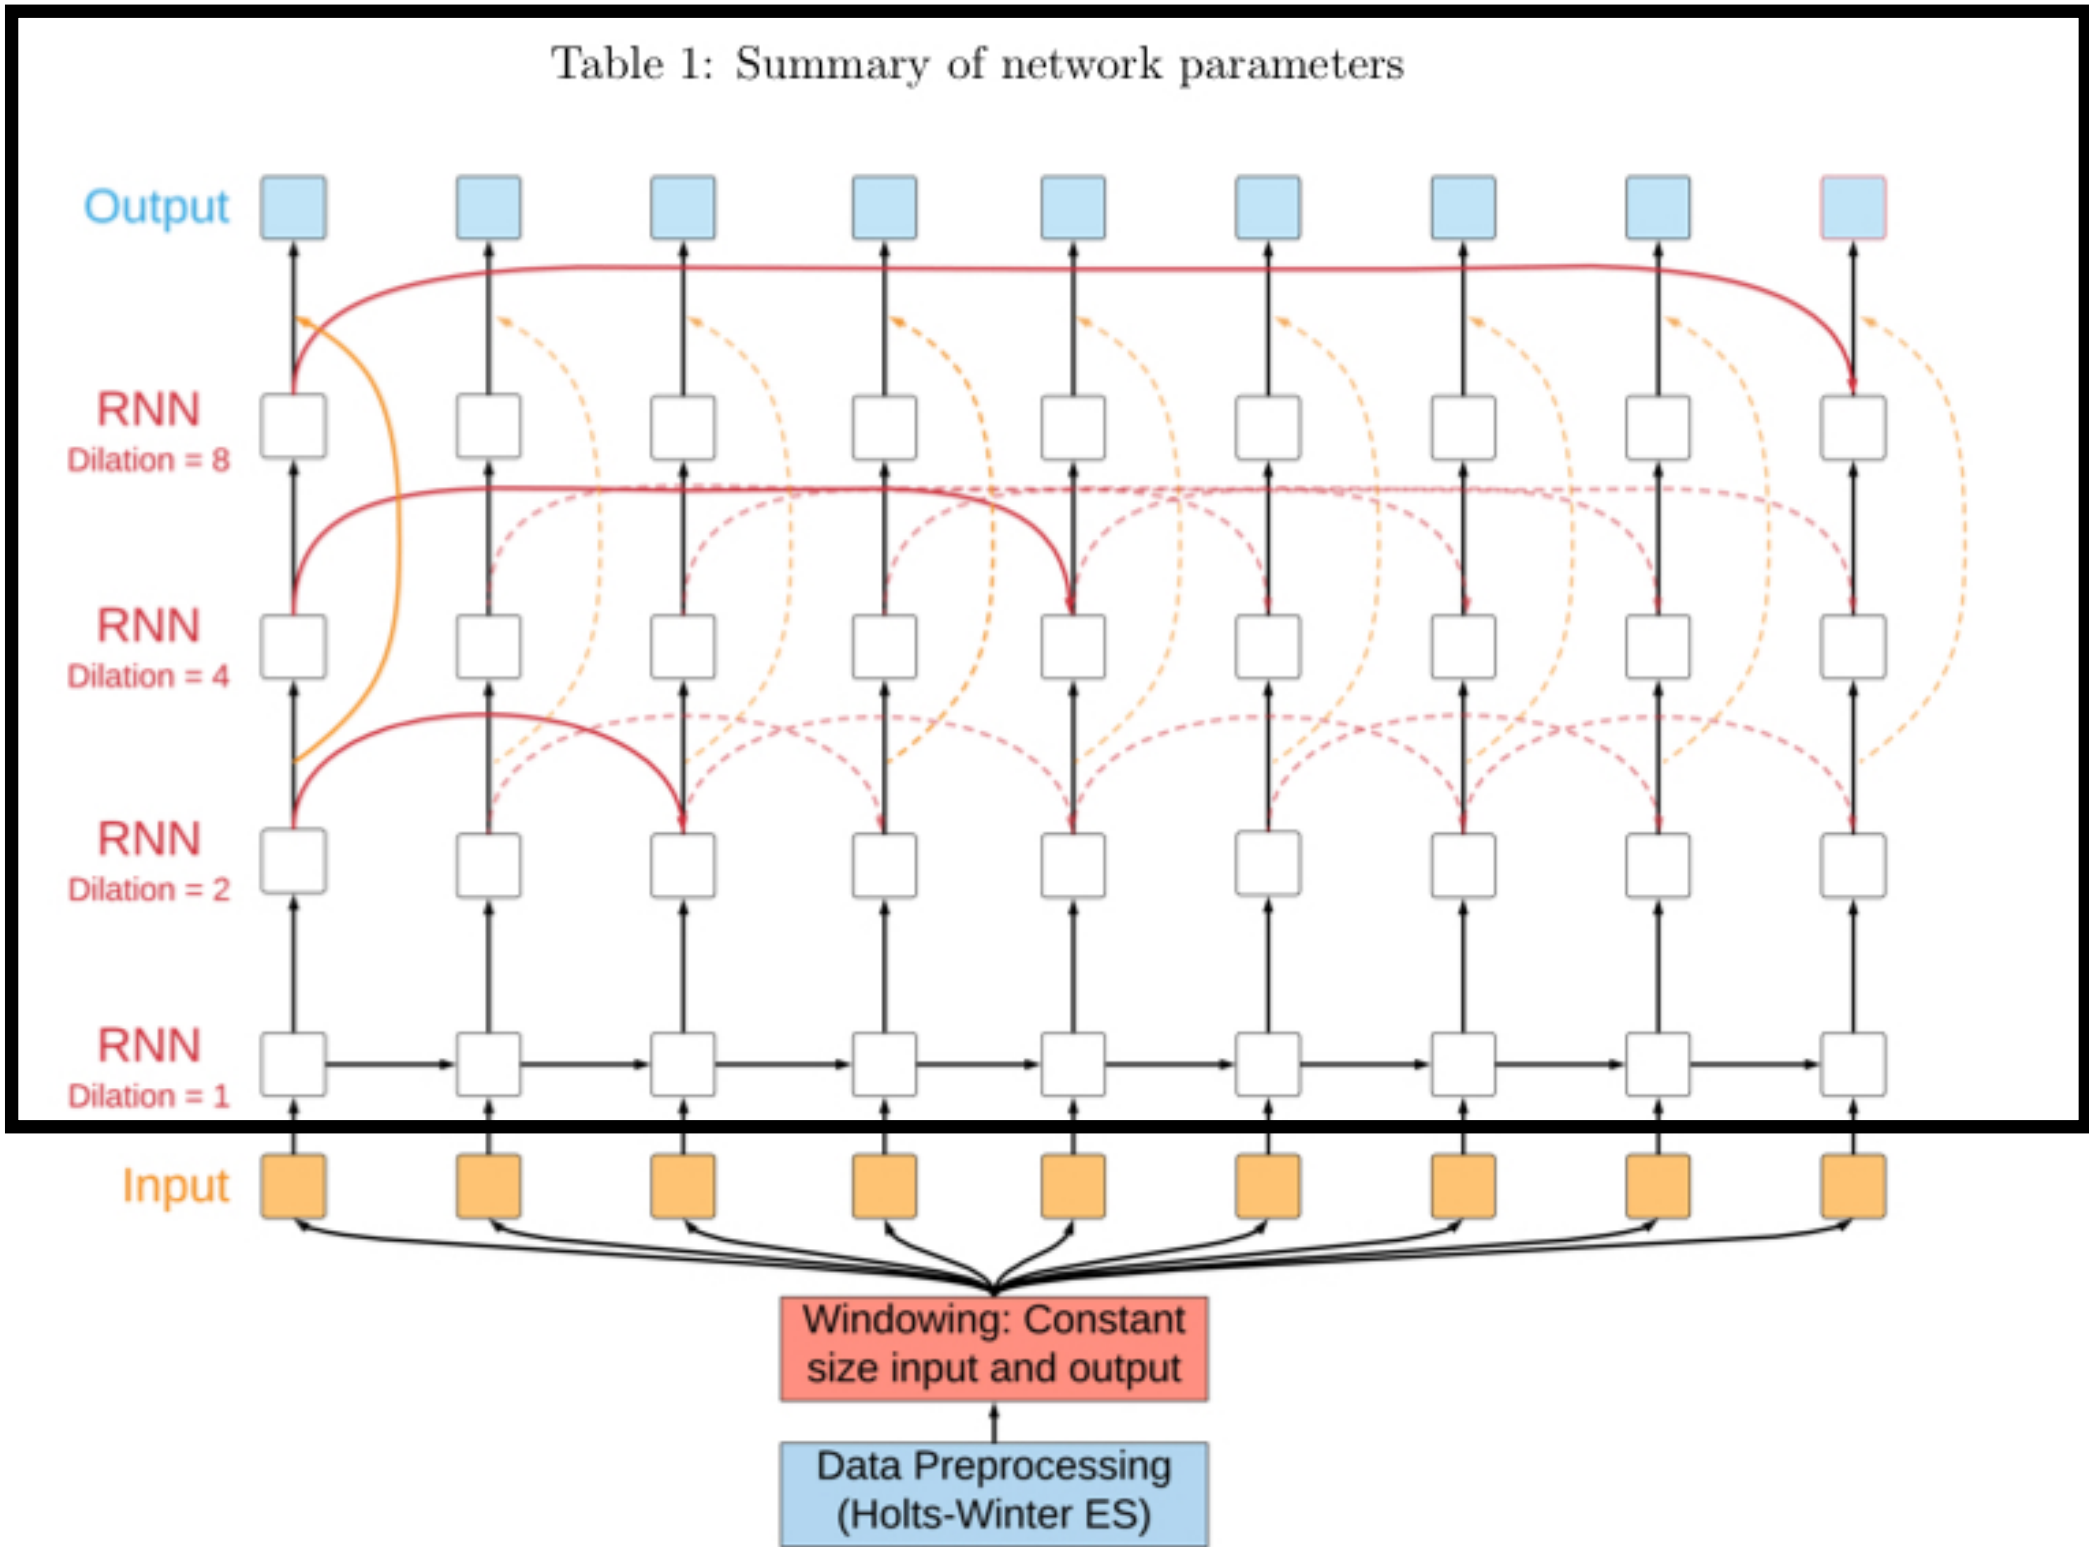 Table 1: Summary of network parameters
Output
RNN
Dilation = 8
RNN
Dilation = 4
RNN
Dilation = 2
RNN
Dilation = 1
Input
Windowing: Constant
size input and output
Data Preprocessing
(Holts-Winter ES)